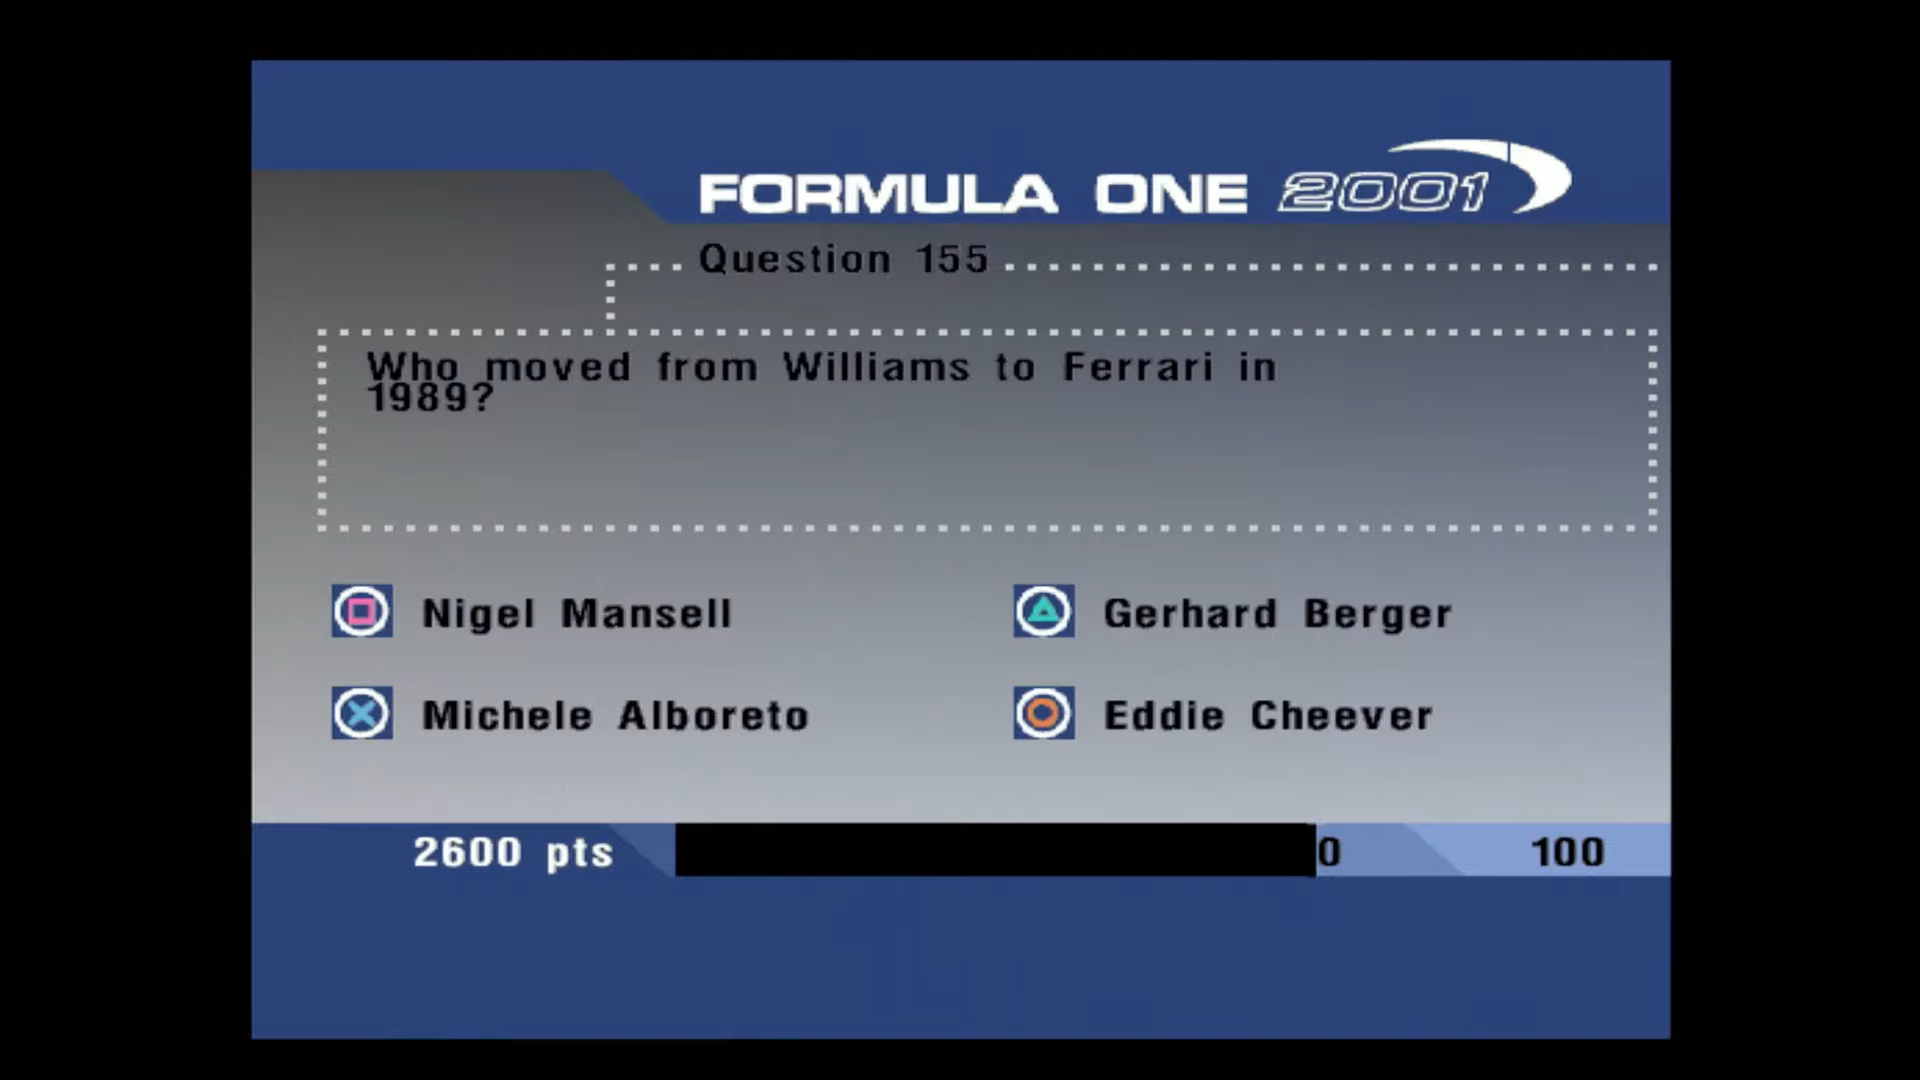 FORMULA ONE 2001
Question 155
Who moved from Williams to Ferrari in
1989?
Nigel Mansell
Gerhard Berger
Michele Alboreto
Eddie Cheever
2600 pts
0
100